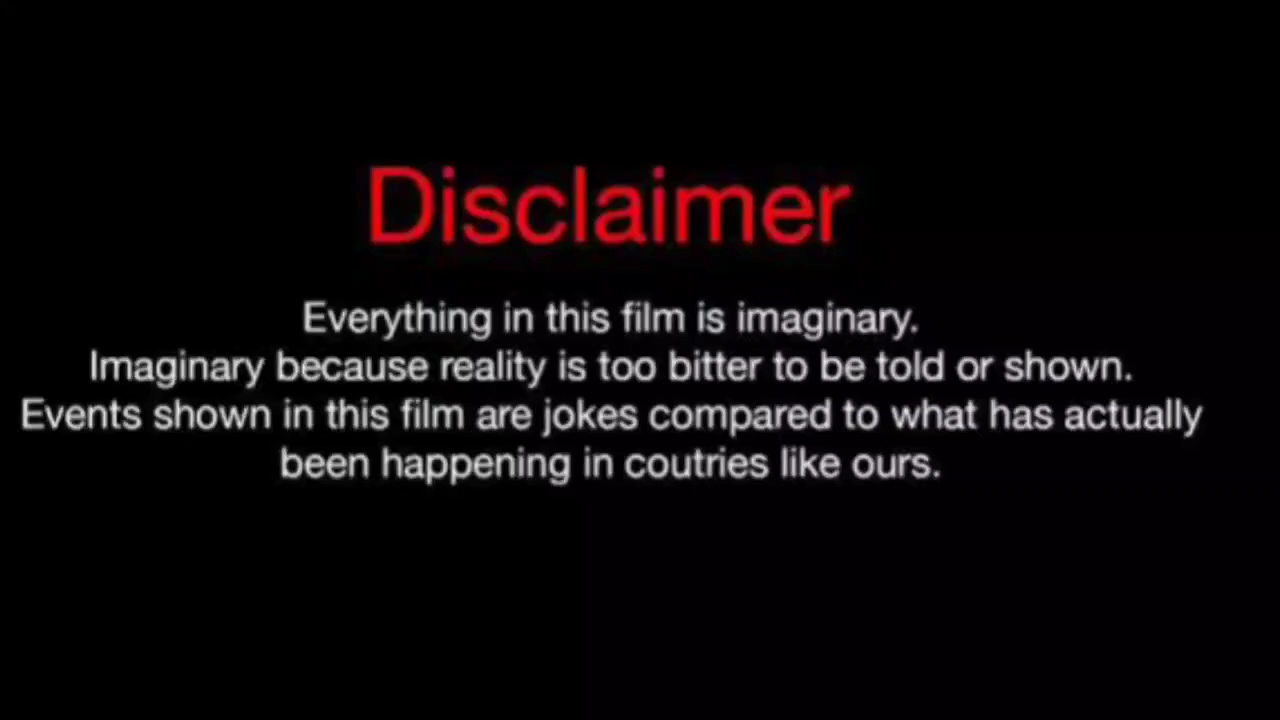 Disclaimer
Everything in this film is imaginary.
Imaginary because reality is too bitter to be told or shown.
Events shown in this film are jokes compared to what has actually
been happening in coutries like ours.